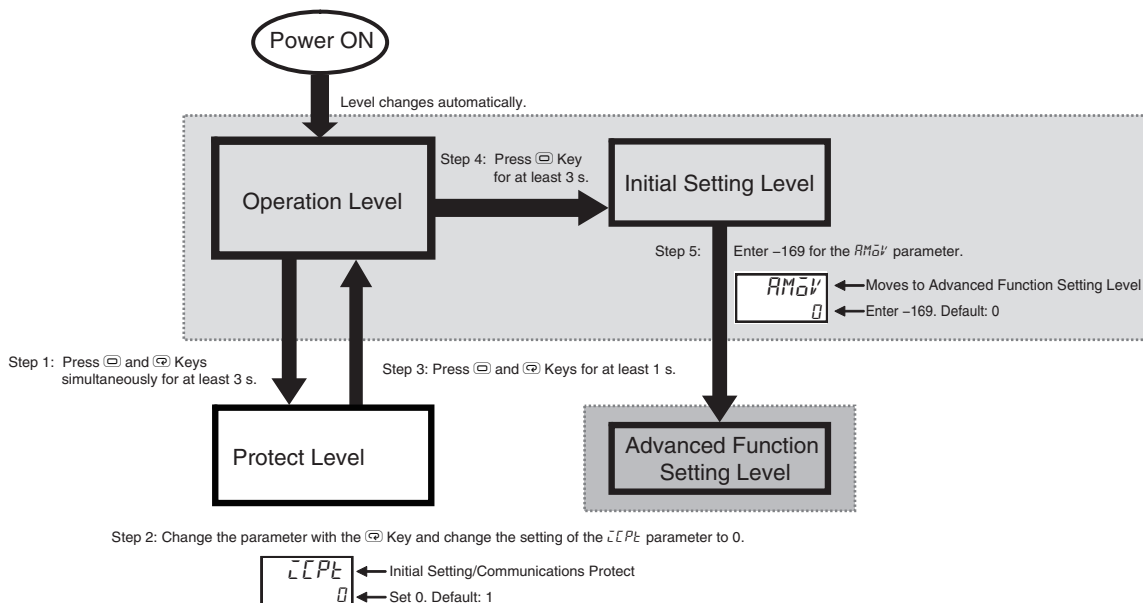 Power ON
Level changes automatically.
Operation Level
Step 4: Press Key
for at least 3 s.
Initial Setting Level
Step 5: Enter –169 for the AMoV parameter.
AMoV
Moves to Advanced Function Setting Level
0
Enter –169. Default: 0
Step 1: Press and Keys
simultaneously for at least 3 s.
Step 3: Press and Keys for at least 1 s.
Protect Level
Advanced Function
Setting Level
Step 2: Change the parameter with the Key and change the setting of the iCPt parameter to 0.
iCPt
Initial Setting/Communications Protect
0
Set 0. Default: 1